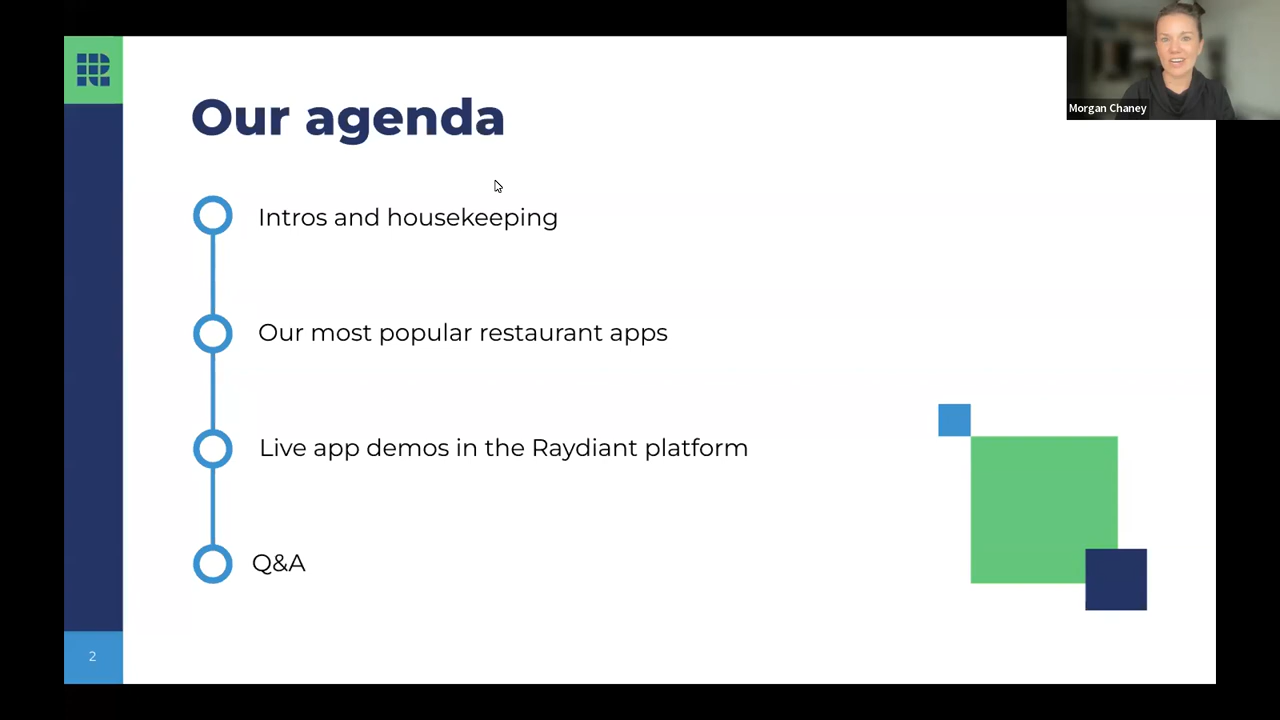 Our agenda
Morgan Chaney
Intros and housekeeping
Our most popular restaurant apps
Live app demos in the Raydiant platform
Q&A
2